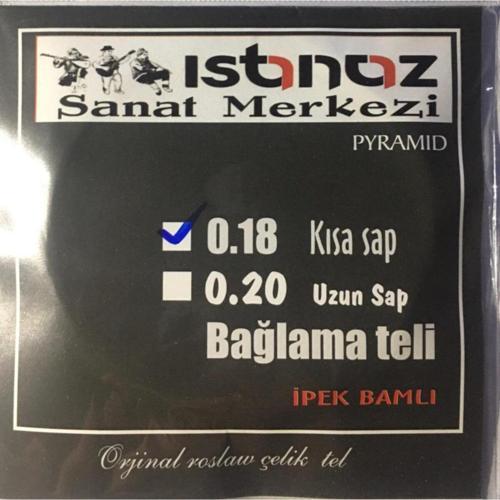 ıstanaz
Sanat Merkezi
PYRAMID
0.18 Kısa sap
0.20 Uzun Sap
Bağlama teli
İPEK BAMLI
Orjinal roslaw çelik tel